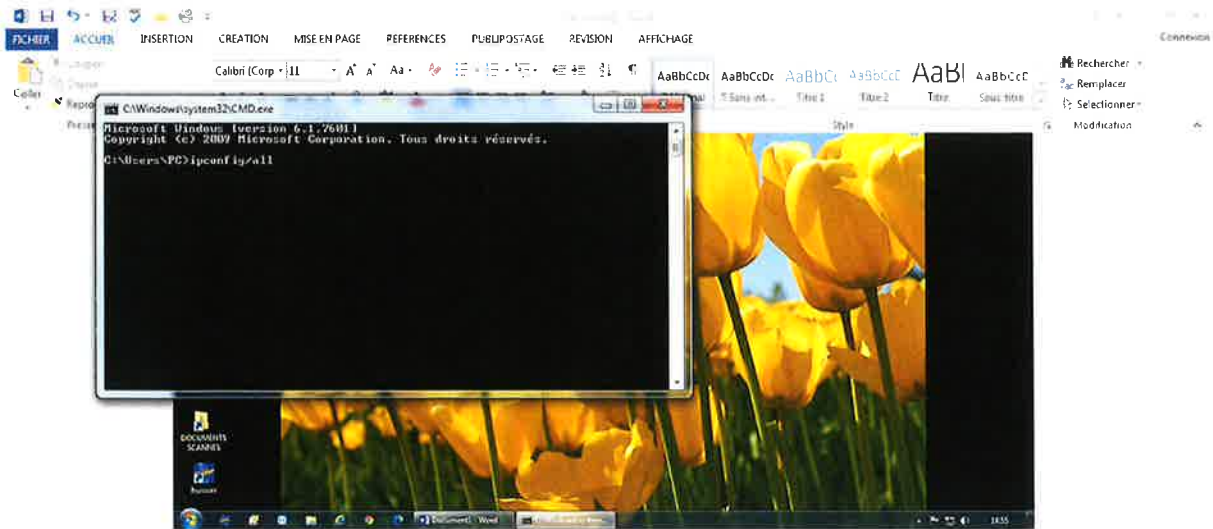 FICHIER ACCUEIL INSERTION CREATION MISE EN PAGE REFERENCES PUBLIPOSTAGE REVISION AFFICHAGE
Connexion
Calibri (Corp 11
Coller
AaBbCcDc AaBbCcDc AaBbC AaBbCcC AaBl AaBbCcC
Titre 1 Titre 2 Titre Sous-titre
Style
Rechercher
Remplacer
Sélectionner
Modification
C:\Windows\system32\CMD.exe
Microsoft Windows [version 6.1.7601]
Copyright (c) 2009 Microsoft Corporation. Tous droits réservés.
C:\Users\PC>ipconfig/all
DOCUMENTS
SCANNES
Document1 - Word